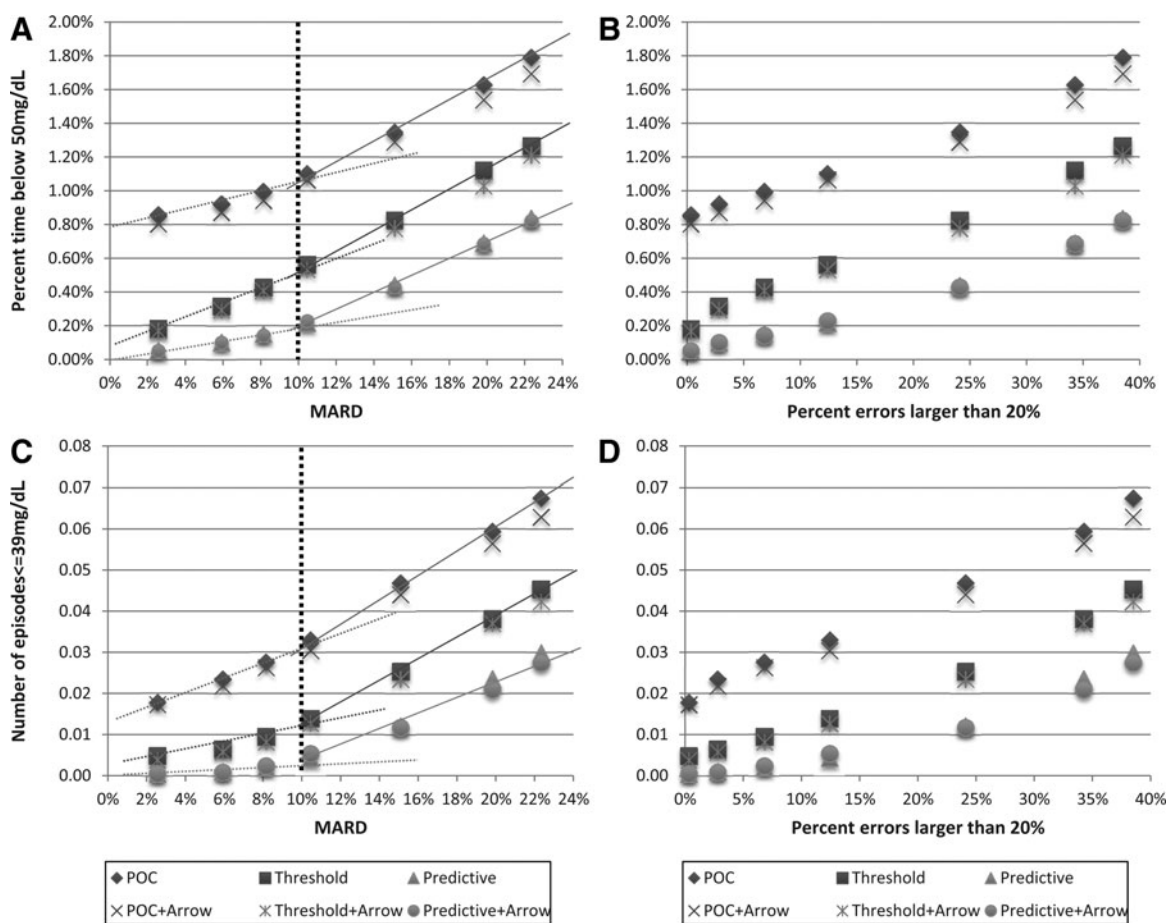 A
Percent time below 50mg/dL
2.00%
1.80%
1.60%
1.40%
1.20%
1.00%
0.80%
0.60%
0.40%
0.20%
0.00%
0% 2% 4% 6% 8% 10% 12% 14% 16% 18% 20% 22% 24%
MARD
B
2.00%
1.80%
1.60%
1.40%
1.20%
1.00%
0.80%
0.60%
0.40%
0.20%
0.00%
0% 5% 10% 15% 20% 25% 30% 35% 40%
Percent errors larger than 20%
C
Number of episodes<=39mg/dL
0.08
0.07
0.06
0.05
0.04
0.03
0.02
0.01
0.00
0% 2% 4% 6% 8% 10% 12% 14% 16% 18% 20% 22% 24%
MARD
D
0.08
0.07
0.06
0.05
0.04
0.03
0.02
0.01
0.00
0% 5% 10% 15% 20% 25% 30% 35% 40%
Percent errors larger than 20%
POC Threshold Predictive
POC+Arrow Threshold+Arrow Predictive+Arrow
POC Threshold Predictive
POC+Arrow Threshold+Arrow Predictive+Arrow